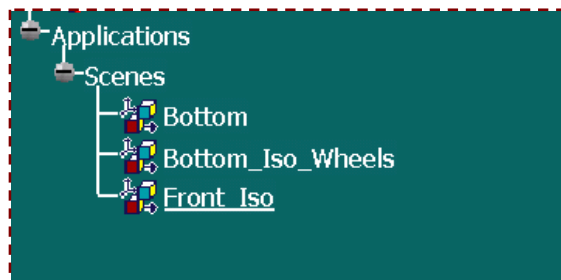 Applications
Scenes
Bottom
Bottom_Iso_Wheels
Front_Iso